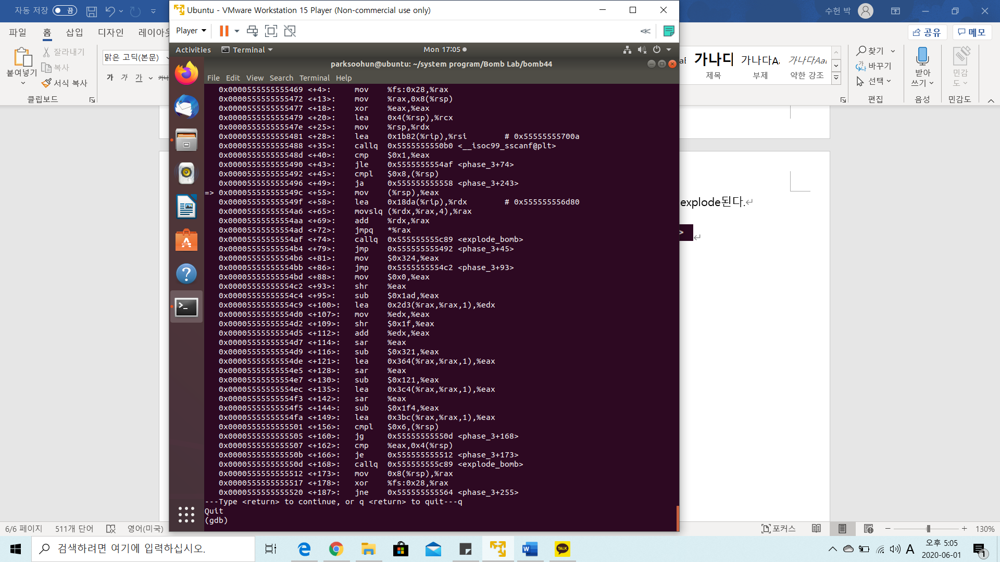 자동 저장 끔
Ubuntu - VMware Workstation 15 Player (Non-commercial use only)
수헌 박
파일 홈 삽입 디자인 레이아웃
Player
공유 메모
붙여넣기
잘라내기
복사
서식 복사
클립보드
맑은 고딕(본문)
가 가 가
가나다
제목
가나다A
부제
가나다Aa
약한 강조
찾기
바꾸기
선택
편집
받아
쓰기
음성
민감
도
민감도
Activities Terminal Mon 17:05
parksoohun@ubuntu: ~/system program/Bomb Lab/bomb44
File Edit View Search Terminal Help
0x0000555555555469 <+4>: mov %fs:0x28,%rax
0x0000555555555472 <+13>: mov %rax,0x8(%rsp)
0x0000555555555477 <+18>: xor %eax,%eax
0x0000555555555479 <+20>: lea 0x4(%rsp),%rcx
0x000055555555547e <+25>: mov %rsp,%rdx
0x0000555555555481 <+28>: lea 0x1b82(%rip),%rsi # 0x55555555700a
0x0000555555555488 <+35>: callq 0x5555555550b0 <__isoc99_sscanf@plt>
0x000055555555548d <+40>: cmp $0x1,%eax
0x0000555555555490 <+43>: jle 0x5555555554af <phase_3+74>
0x0000555555555492 <+45>: cmpl $0x8,(%rsp)
0x0000555555555496 <+49>: ja 0x555555555558 <phase_3+243>
=> 0x000055555555549c <+55>: mov (%rsp),%eax
0x000055555555549f <+58>: lea 0x18da(%rip),%rdx # 0x555555556d80
0x00005555555554a6 <+65>: movslq (%rdx,%rax,4),%rax
0x00005555555554aa <+69>: add %rdx,%rax
0x00005555555554ad <+72>: jmpq *%rax
0x00005555555554af <+74>: callq 0x555555555c89 <explode_bomb>
0x00005555555554b4 <+79>: jmp 0x555555555492 <phase_3+45>
0x00005555555554b6 <+81>: mov $0x324,%eax
0x00005555555554bb <+86>: jmp 0x5555555554c2 <phase_3+93>
0x00005555555554bd <+88>: mov $0x0,%eax
0x00005555555554c2 <+93>: shr %eax
0x00005555555554c4 <+95>: sub $0x1ad,%eax
0x00005555555554c9 <+100>: lea 0x2d3(%rax,%rax,1),%edx
0x00005555555554d0 <+107>: mov %edx,%eax
0x00005555555554d2 <+109>: shr $0x1f,%eax
0x00005555555554d5 <+112>: add %edx,%eax
0x00005555555554d7 <+114>: sar %eax
0x00005555555554d9 <+116>: sub $0x321,%eax
0x00005555555554de <+121>: lea 0x364(%rax,%rax,1),%eax
0x00005555555554e5 <+128>: sar %eax
0x00005555555554e7 <+130>: sub $0x121,%eax
0x00005555555554ec <+135>: lea 0x3c4(%rax,%rax,1),%eax
0x00005555555554f3 <+142>: sar %eax
0x00005555555554f5 <+144>: sub $0x1f4,%eax
0x00005555555554fa <+149>: lea 0x3bc(%rax,%rax,1),%eax
0x0000555555555501 <+156>: cmpl $0x6,(%rsp)
0x0000555555555505 <+160>: jg 0x55555555550d <phase_3+168>
0x0000555555555507 <+162>: cmp %eax,0x4(%rsp)
0x000055555555550b <+166>: je 0x555555555512 <phase_3+173>
0x000055555555550d <+168>: callq 0x555555555c89 <explode_bomb>
0x0000555555555512 <+173>: mov 0x8(%rsp),%rax
0x0000555555555517 <+178>: xor %fs:0x28,%rax
0x0000555555555520 <+187>: jne 0x555555555564 <phase_3+255>
---Type <return> to continue, or q <return> to quit---q
Quit
(gdb)
explode된다.
>
6/6 페이지 511개 단어 영어(미국) 포커스 130%
검색하려면 여기에 입력하십시오.
TALK
A
오후 5:05
2020-06-01
1